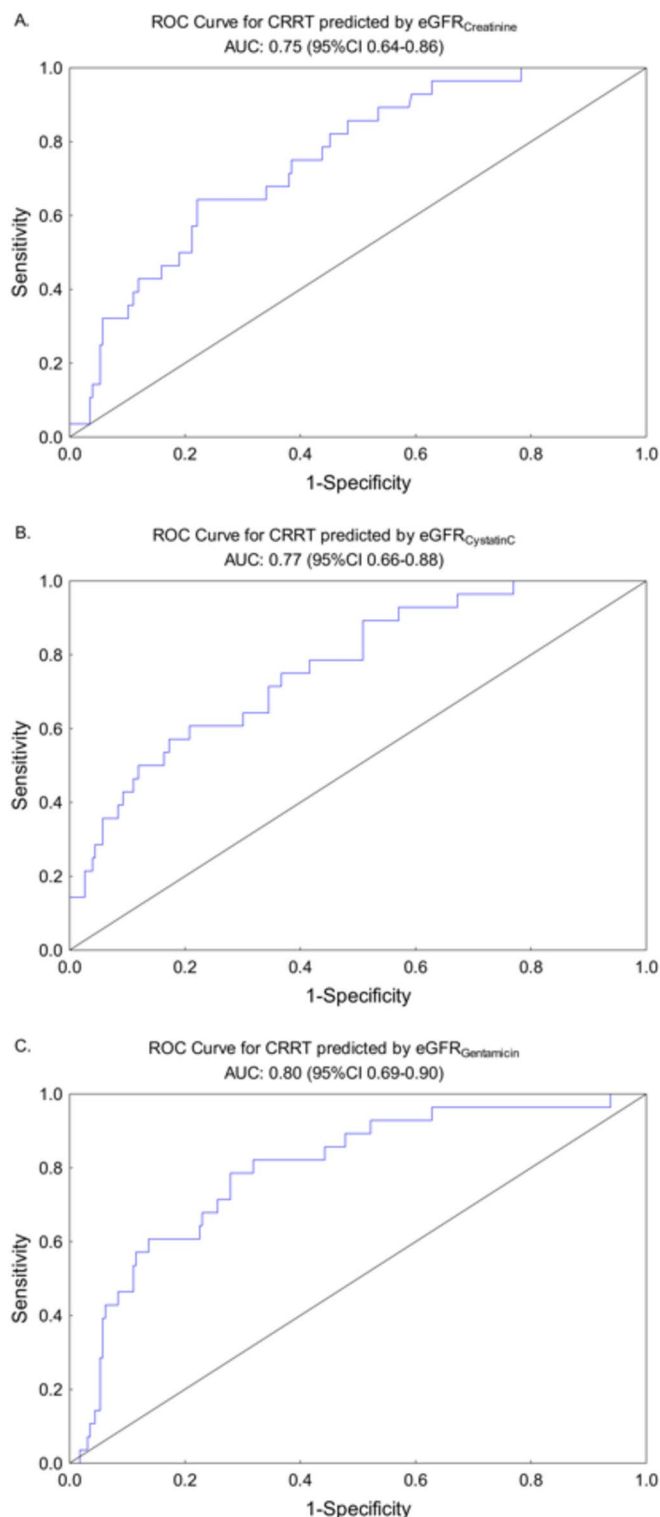 A.
ROC Curve for CRRT predicted by eGFRCreatinine
AUC: 0.75 (95%CI 0.64-0.86)
1.0
0.8
0.6
0.4
0.2
0.0
Sensitivity
0.0 0.2 0.4 0.6 0.8 1.0
1-Specificity
B.
ROC Curve for CRRT predicted by eGFRCystatinC
AUC: 0.77 (95%CI 0.66-0.88)
1.0
0.8
0.6
0.4
0.2
0.0
Sensitivity
0.0 0.2 0.4 0.6 0.8 1.0
1-Specificity
C.
ROC Curve for CRRT predicted by eGFRGentamicin
AUC: 0.80 (95%CI 0.69-0.90)
1.0
0.8
0.6
0.4
0.2
0.0
Sensitivity
0.0 0.2 0.4 0.6 0.8 1.0
1-Specificity